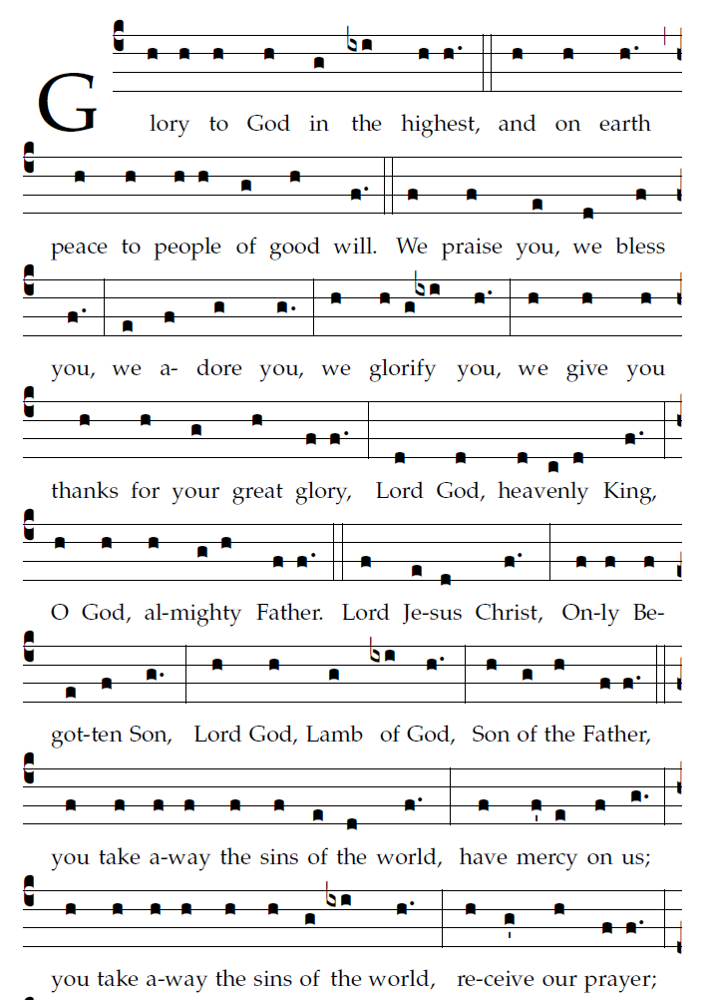 Glory to God in the highest, and on earth
peace to people of good will. We praise you, we bless
you, we a- dore you, we glorify you, we give you
thanks for your great glory, Lord God, heavenly King,
O God, al-mighty Father. Lord Je-sus Christ, On-ly Be-
got-ten Son, Lord God, Lamb of God, Son of the Father,
you take a-way the sins of the world, have mercy on us;
you take a-way the sins of the world, re-ceive our prayer;